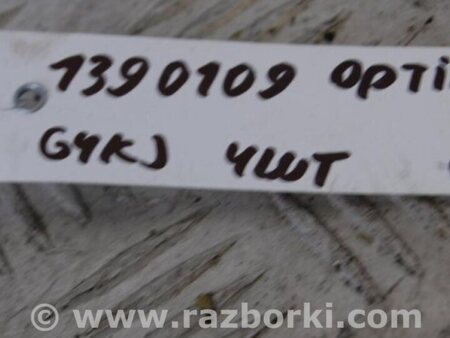 1390109 opti
G4KJ 4шт
www.razborki.com